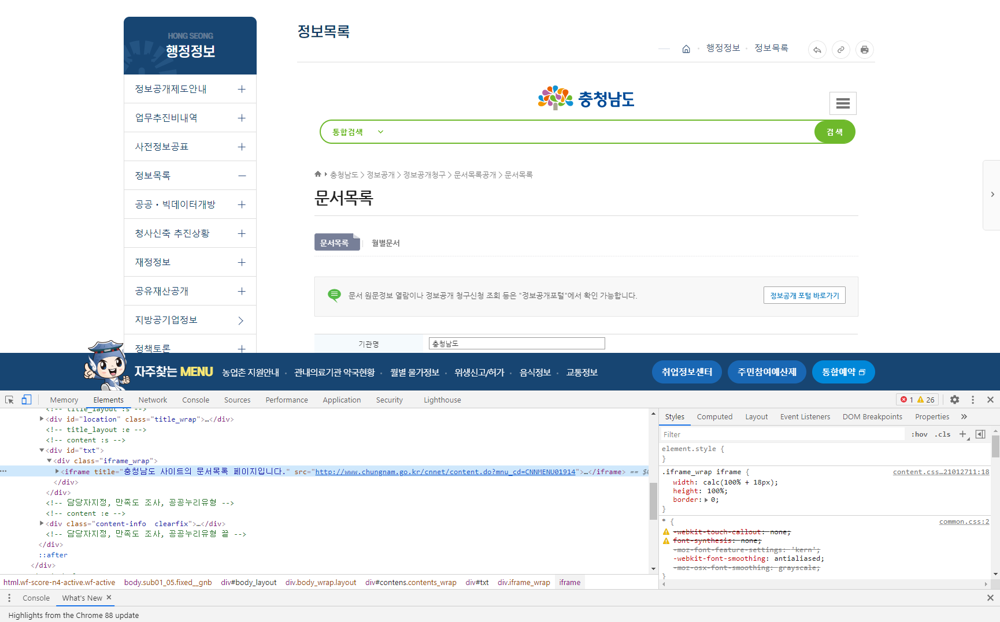 HONG SEONG
행정정보
정보공개제도안내
업무추진비내역
사전정보공표
정보목록
공공・빅데이터개방
청사신축 추진상황
재정정보
공유재산공개
지방공기업정보
정책토론
정보목록
행정정보
정보목록
충청남도
통합검색
검색
충청남도 > 정보공개 > 정보공개청구 > 문서목록공개 > 문서목록
문서목록
문서목록
월별문서
문서 원문정보 열람이나 정보공개 청구신청 조회 등은 "정보공개포털"에서 확인 가능합니다.
정보공개 포털 바로가기
기관명
충청남도
자주찾는 MENU
농업촌 지원안내 · 관내의료기관 약국현황 · 월별 물가정보 · 위생신고/허가 · 음식정보 · 교통정보
취업정보센터
주민참여예산제
통합예약
Memory Elements Network Console Sources Performance Application Security Lighthouse
1 26
<!-- title_layout :s -->
<div id="location" class="title_wrap">…</div>
<!-- title_layout :e -->
<!-- content :s -->
<div id="txt">
<div class="iframe_wrap">
<iframe title="충청남도 사이트의 문서목록 페이지입니다." src="http://www.chungnam.go.kr/cnnet/content.do?mnu_cd=CNNMENU01914">…</iframe> == $
</div>
</div>
<!-- 담당자지정, 만족도 조사, 공공누리유형 -->
<!-- content :e -->
<div class="content-info  clearfix">…</div>
<!-- 담당자지정, 만족도 조사, 공공누리유형 끝 -->
</div>
::after
</div>
html.wf-score-n4-active.wf-active body.sub01_05.fixed__gnb div#body_layout div.body_wrap.layout div#contens.contents_wrap div#txt div.iframe_wrap iframe
Styles Computed Layout Event Listeners DOM Breakpoints Properties »
Filter
:hov .cls +
element.style {
}
.iframe_wrap iframe {
content.css…21012711:18
width: calc(100% + 18px);
height: 100%;
border: 0;
}
* {
common.css:2
-webkit-touch-callout: none;
font-synthesis: none;
-moz-font-feature-settings: 'kern';
-webkit-font-smoothing: antialiased;
-moz-osx-font-smoothing: grayscale;
}
Console What's New ×
Highlights from the Chrome 88 update